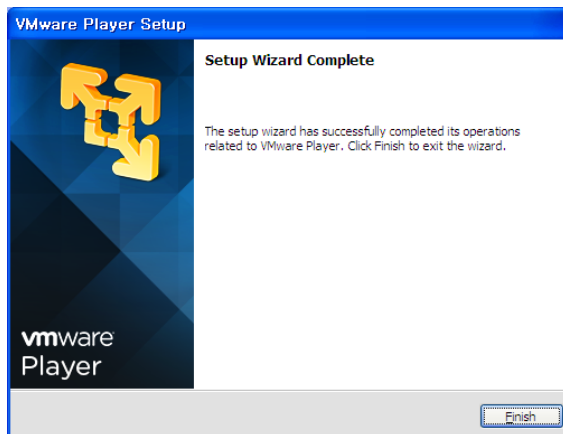 VMware Player Setup
Setup Wizard Complete
The setup wizard has successfully completed its operations
related to VMware Player. Click Finish to exit the wizard.
vmware
Player
Finish